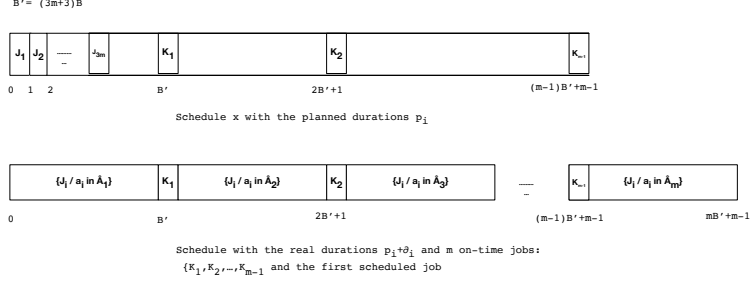 B'= (3m+3)B
J1 J2 ........ ... J3m K1 K2 Km-1
0 1 2 B' 2B'+1 (m-1)B'+m-1
Schedule x with the planned durations pi
{Ji / ai in Â1} K1 {Ji / ai in Â2} K2 {Ji / ai in Â3} ........ ... Km-1 {Ji / ai in Âm}
0 B' 2B'+1 (m-1)B'+m-1 mB'+m-1
Schedule with the real durations pi+∂i and m on-time jobs:
{K1,K2,…,Km-1 and the first scheduled job